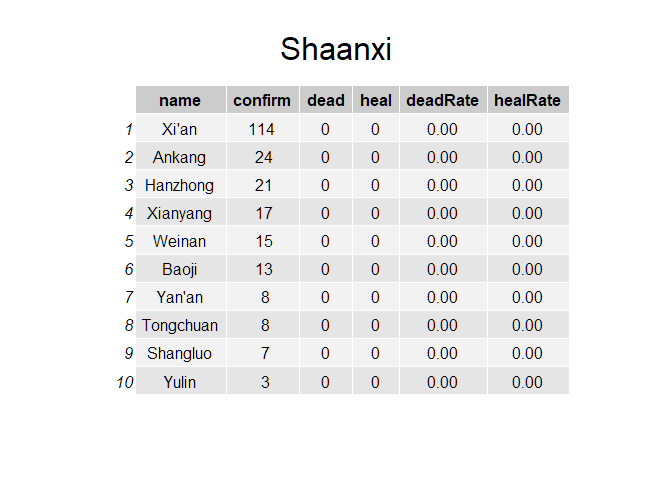 Shaanxi
name confirm dead heal deadRate healRate
1 Xi'an 114 0 0 0.00 0.00
2 Ankang 24 0 0 0.00 0.00
3 Hanzhong 21 0 0 0.00 0.00
4 Xianyang 17 0 0 0.00 0.00
5 Weinan 15 0 0 0.00 0.00
6 Baoji 13 0 0 0.00 0.00
7 Yan'an 8 0 0 0.00 0.00
8 Tongchuan 8 0 0 0.00 0.00
9 Shangluo 7 0 0 0.00 0.00
10 Yulin 3 0 0 0.00 0.00